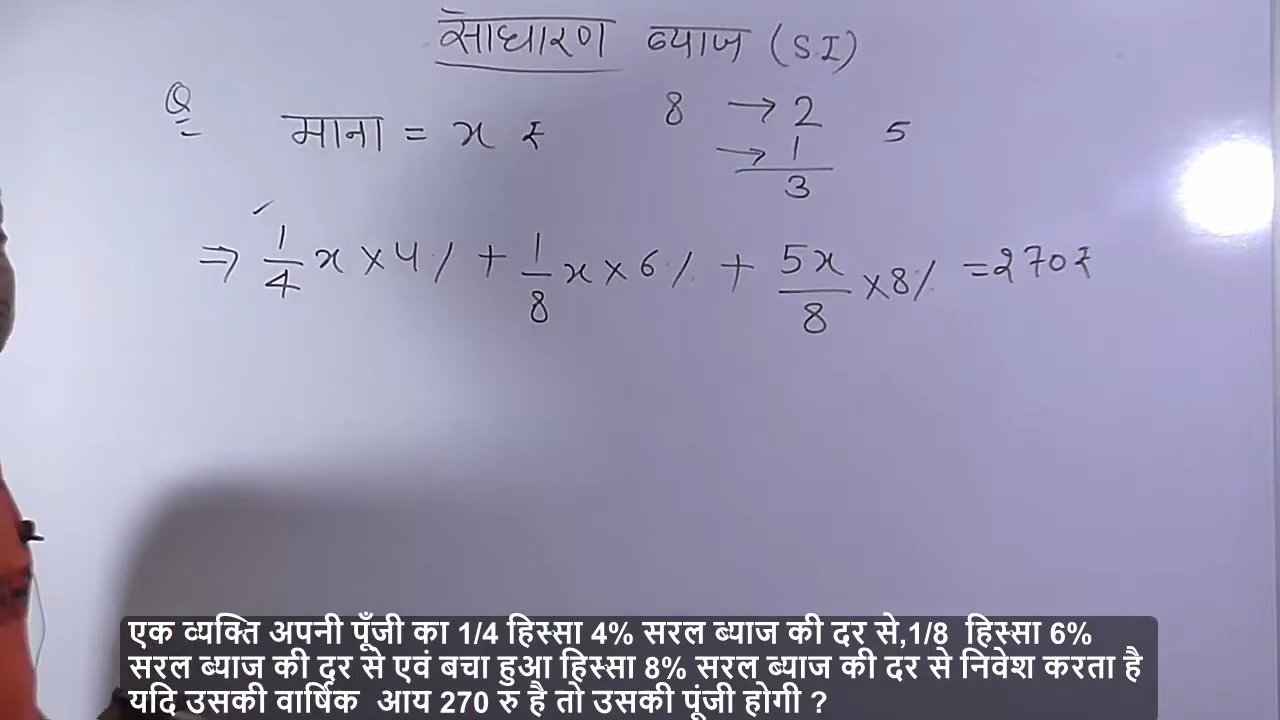 साधारण ब्याज (S.I)
Q
माना = x ₹
8 → 2
→ 1
3
5
⇒ 1/4 x × 4% + 1/8 x × 6% + 5x/8 × 8% = 270₹
एक व्यक्ति अपनी पूँजी का 1/4 हिस्सा 4% सरल ब्याज की दर से,1/8 हिस्सा 6%
सरल ब्याज की दर से एवं बचा हुआ हिस्सा 8% सरल ब्याज की दर से निवेश करता है
यदि उसकी वार्षिक आय 270 रु है तो उसकी पूंजी होगी ?